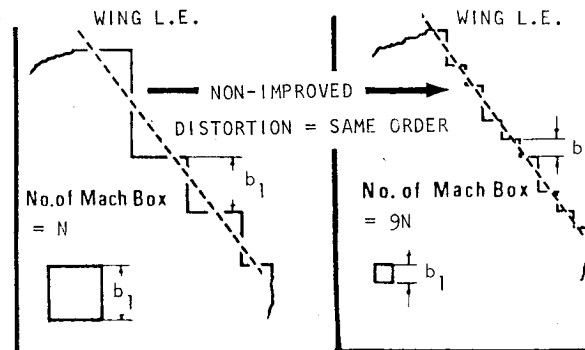 WING L.E.
WING L.E.
NON-IMPROVED
DISTORTION = SAME ORDER
b
b1
No. of Mach Box
= N
No. of Mach Box
= 9N
b1
b1